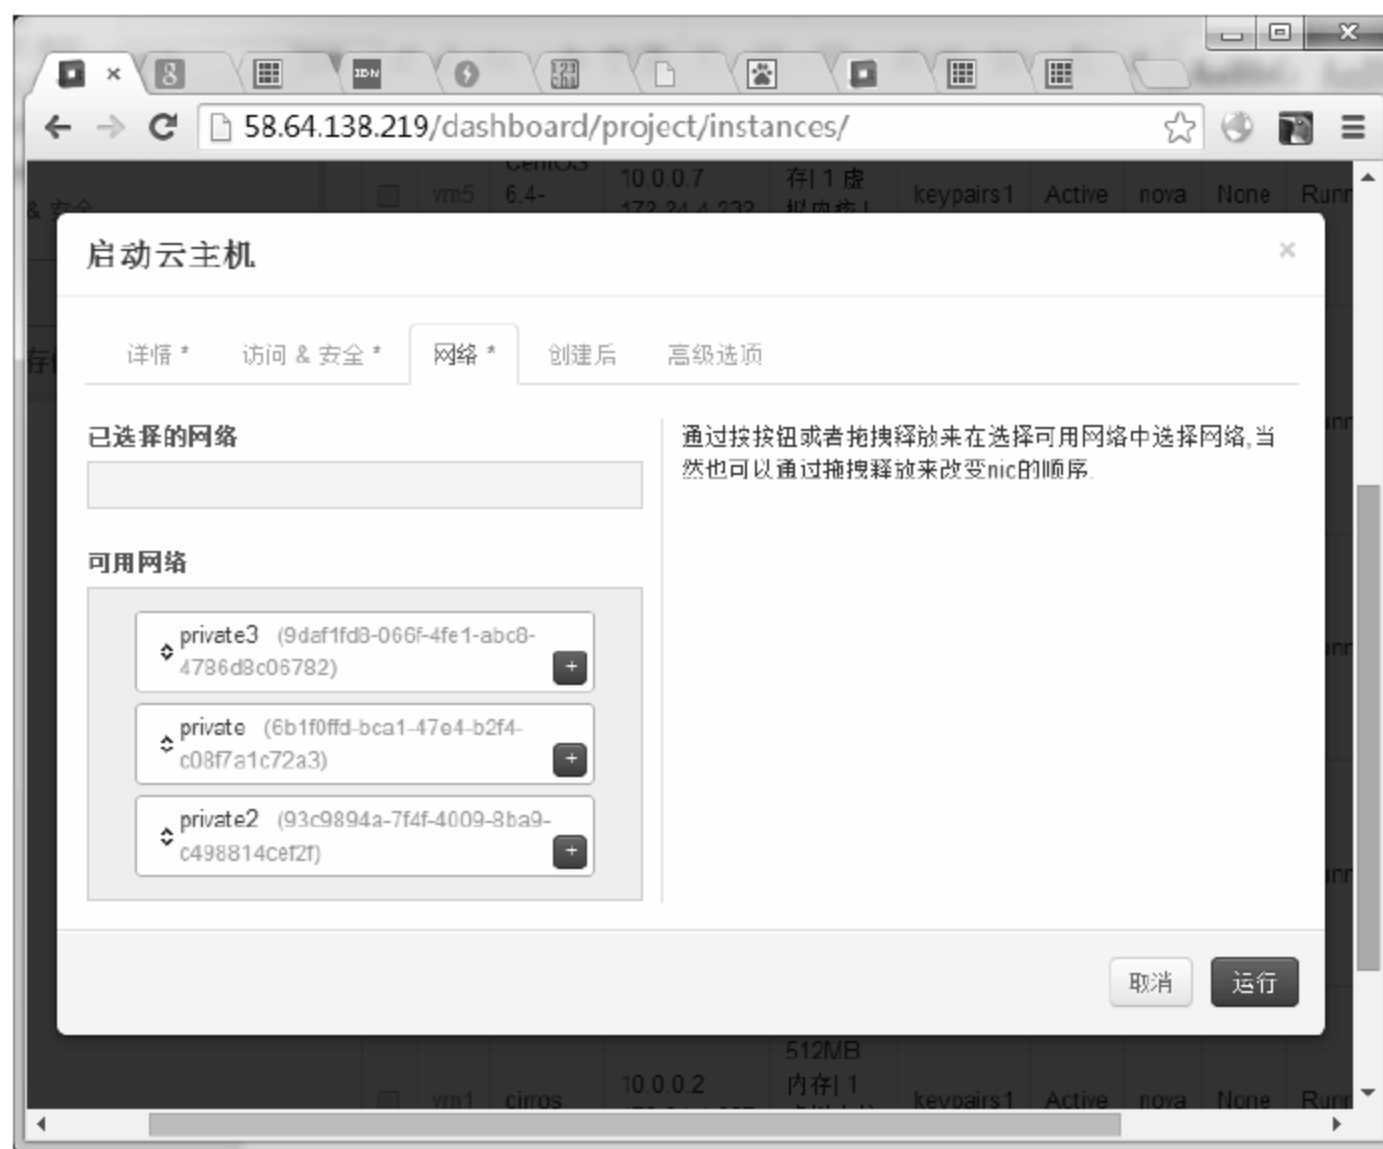 58.64.138.219/dashboard/project/instances/
vm5
6.4-
10.0.0.7
存| 1 虚
keypairs1
Active
nova
None
启动云主机
×
详情 *
访问 & 安全 *
网络 *
创建后
高级选项
已选择的网络
通过按按钮或者拖拽释放来在选择可用网络中选择网络,当
然也可以通过拖拽释放来改变nic的顺序.
可用网络
private3 (9daf1fd8-066f-4fe1-abc8-
4786d8c06782)
+
private (6b1f0ffd-bca1-47e4-b2f4-
c08f7a1c72a3)
+
private2 (93c9894a-7f4f-4009-8ba9-
c498814cef2f)
+
取消
运行
512MB
10.0.0.2
内存| 1
vm1
cirros
keypairs1
Active
nova
None